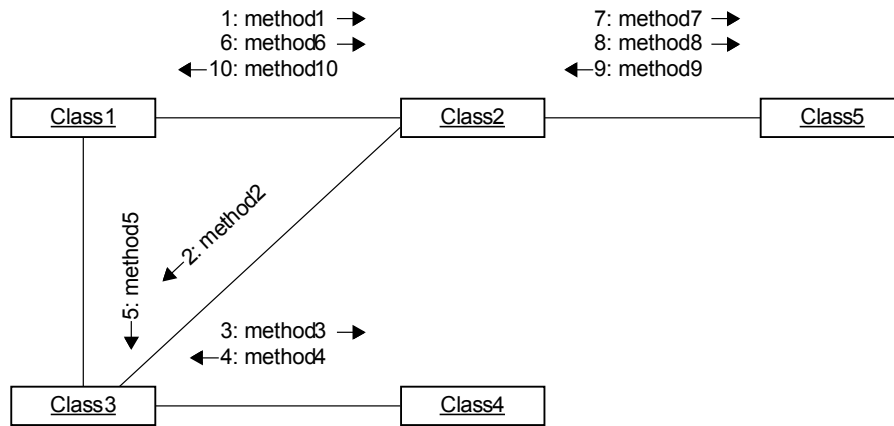 1: method1
6: method6
10: method10
7: method7
8: method8
9: method9
Class1
Class2
Class5
5: method5
2: method2
3: method3
4: method4
Class3
Class4